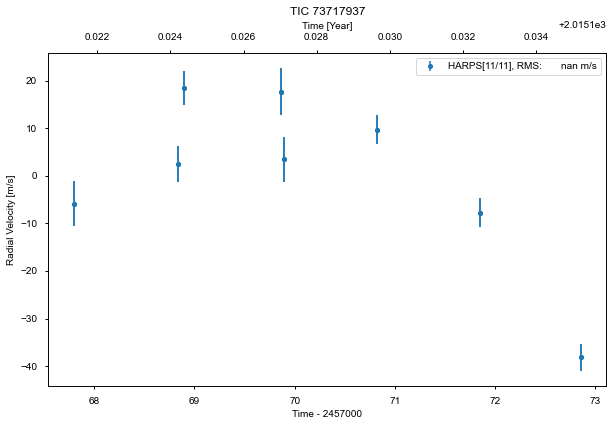 TIC 73717937
Time [Year]
+2.0151e3
0.022 0.024 0.026 0.028 0.030 0.032 0.034
HARPS[11/11], RMS: nan m/s
20
10
0
−10
−20
−30
−40
Radial Velocity [m/s]
68 69 70 71 72 73
Time - 2457000